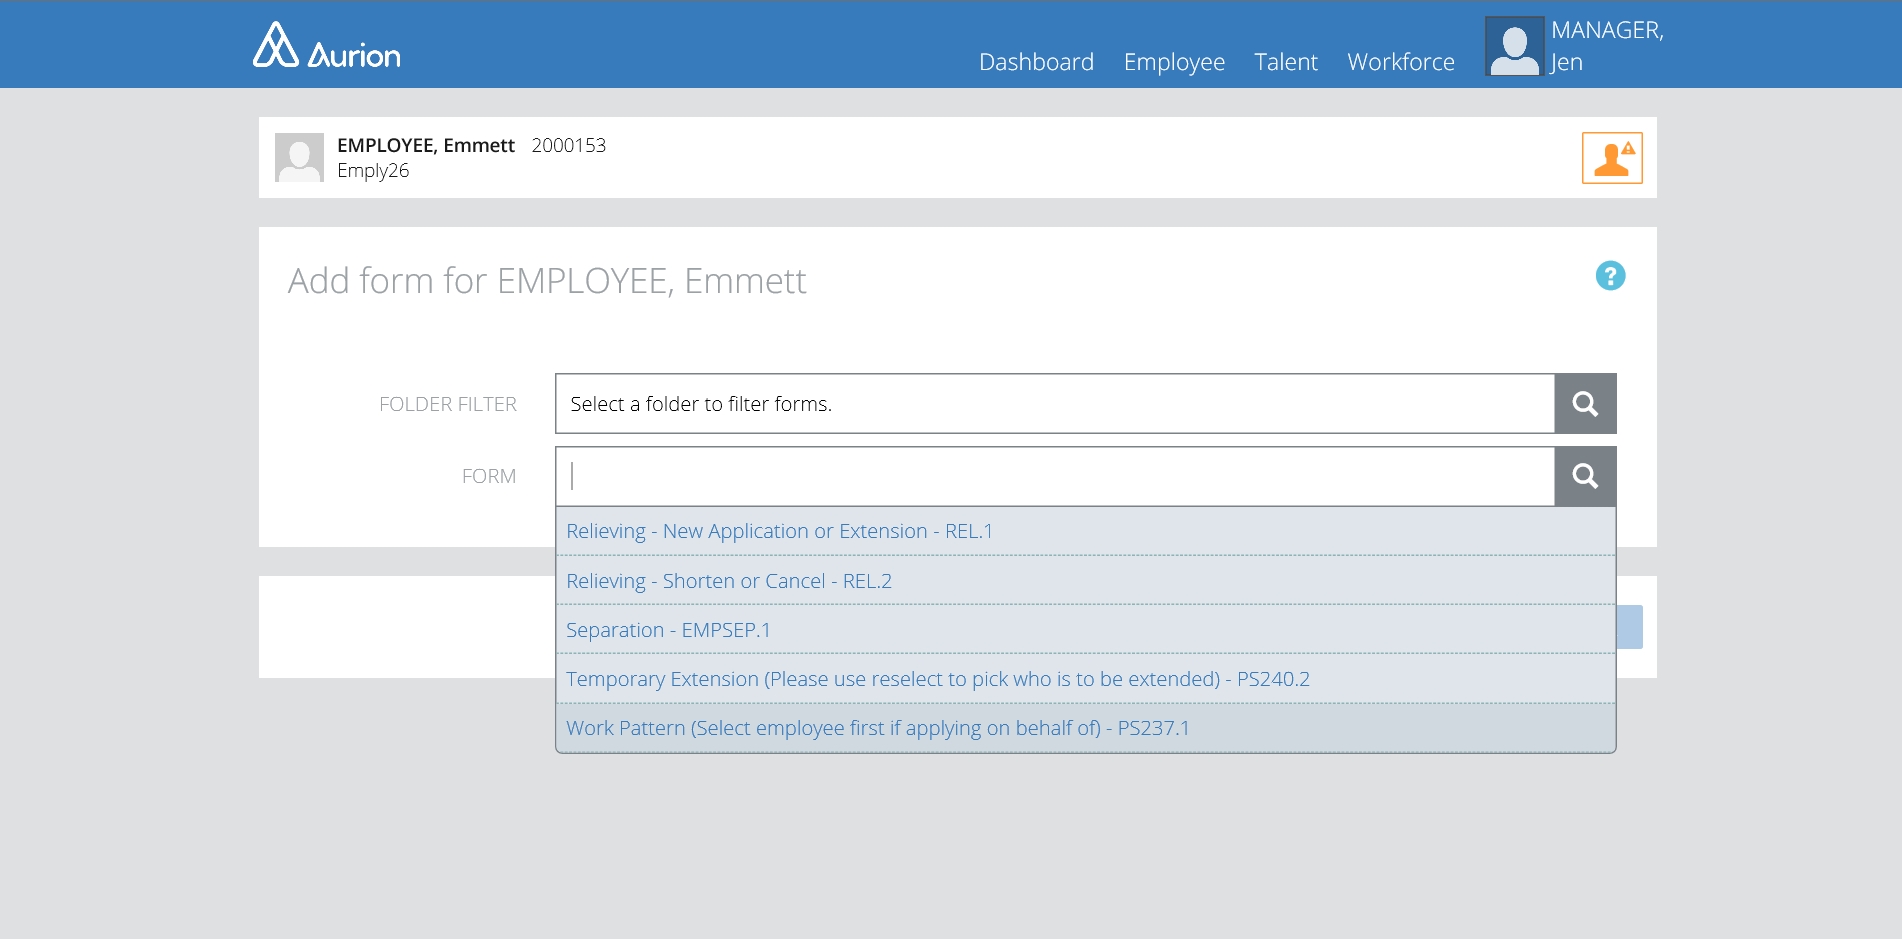 Aurion
Dashboard Employee Talent Workforce
MANAGER,
Jen
EMPLOYEE, Emmett 2000153
Emply26
Add form for EMPLOYEE, Emmett
?
FOLDER FILTER
Select a folder to filter forms.
FORM
Relieving - New Application or Extension - REL.1
Relieving - Shorten or Cancel - REL.2
Separation - EMPSEP.1
Temporary Extension (Please use reselect to pick who is to be extended) - PS240.2
Work Pattern (Select employee first if applying on behalf of) - PS237.1